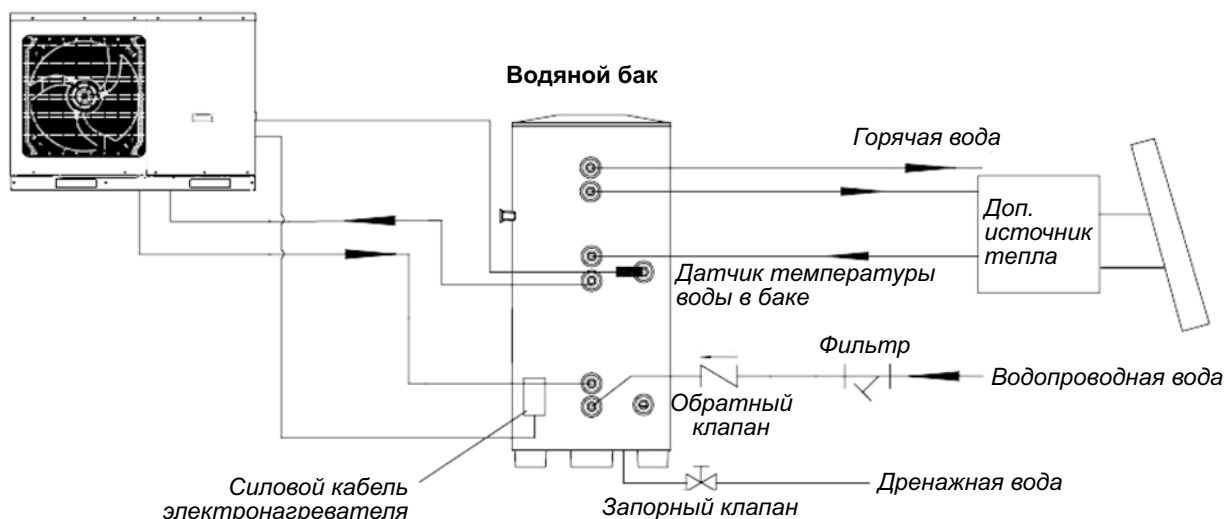 Водяной бак
Горячая вода
Доп.
источник
тепла
Датчик температуры
воды в баке
Фильтр
Водопроводная вода
Обратный
клапан
Силовой кабель
электронагревателя
Запорный клапан
Дренажная вода